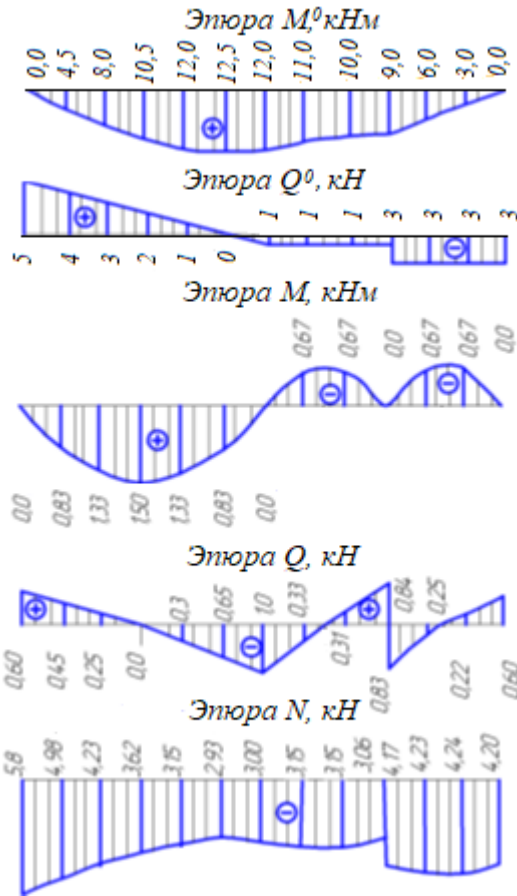 Эпюра M,⁰кНм
0,0 4,5 8,0 10,5 12,0 12,5 12,0 11,0 10,0 9,0 6,0 3,0 0,0
+
Эпюра Q⁰, кН
1 1 1 1 3 3 3 3
+
5 4 3 2 1 0
−
Эпюра M, кНм
0,67 0,67 0,0 0,67 0,67 0,0
− −
+
0,0 0,83 1,33 1,50 1,33 0,83 0,0
Эпюра Q, кН
0,3 0,65 1,0 0,33 0,84 0,25
+ − +
0,60 0,45 0,25 0,0 0,31 0,83 0,22 0,60
Эпюра N, кН
5,8 4,98 4,23 3,62 3,15 2,93 3,00 3,15 3,15 3,06 4,17 4,23 4,24 4,20
−